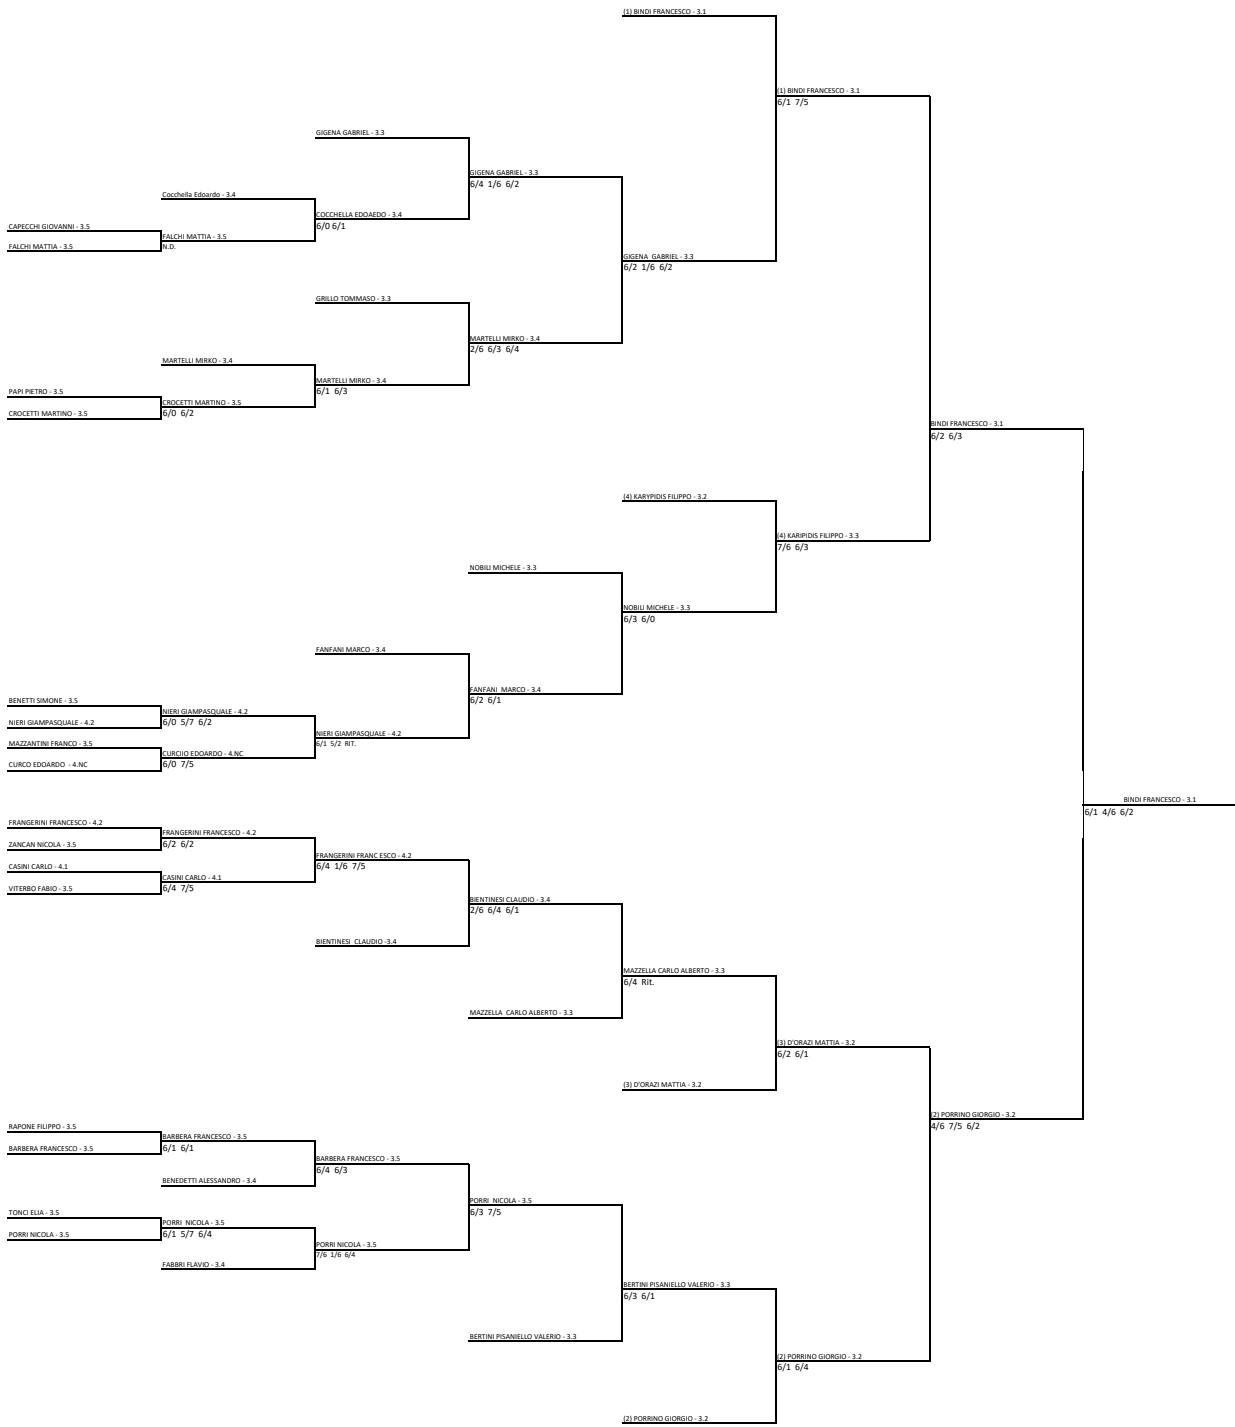 (1) BINDI FRANCESCO - 3.1
(1) BINDI FRANCESCO - 3.1
6/1 7/5
GIGENA GABRIEL - 3.3
GIGENA GABRIEL - 3.3
6/4 1/6 6/2
Cocchella Edoardo - 3.4
COCCHELLA EDOAEDO - 3.4
6/0 6/1
CAPECCHI GIOVANNI - 3.5
FALCHI MATTIA - 3.5
N.D.
FALCHI MATTIA - 3.5
GIGENA GABRIEL - 3.3
6/2 1/6 6/2
GRILLO TOMMASO - 3.3
MARTELLI MIRKO - 3.4
2/6 6/3 6/4
MARTELLI MIRKO - 3.4
MARTELLI MIRKO - 3.4
6/1 6/3
PAPI PIETRO - 3.5
CROCETTI MARTINO - 3.5
6/0 6/2
CROCETTI MARTINO - 3.5
BINDI FRANCESCO - 3.1
6/2 6/3
(4) KARYPIDIS FILIPPO - 3.2
(4) KARIPIDIS FILIPPO - 3.3
7/6 6/3
NOBILI MICHELE - 3.3
NOBILI MICHELE - 3.3
6/3 6/0
FANFANI MARCO - 3.4
FANFANI MARCO - 3.4
6/2 6/1
BENETTI SIMONE - 3.5
NIERI GIAMPASQUALE - 4.2
6/0 5/7 6/2
NIERI GIAMPASQUALE - 4.2
NIERI GIAMPASQUALE - 4.2
6/1 5/2 RIT.
MAZZANTINI FRANCO - 3.5
CURCIIO EDOARDO - 4.NC
6/0 7/5
CURCO EDOARDO - 4.NC
BINDI FRANCESCO - 3.1
6/1 4/6 6/2
FRANGERINI FRANCESCO - 4.2
FRANGERINI FRANCESCO - 4.2
6/2 6/2
ZANCAN NICOLA - 3.5
FRANGERINI FRANC ESCO - 4.2
6/4 1/6 7/5
CASINI CARLO - 4.1
CASINI CARLO - 4.1
6/4 7/5
VITERBO FABIO - 3.5
BIENTINESI CLAUDIO - 3.4
2/6 6/4 6/1
BIENTINESI CLAUDIO -3.4
MAZZELLA CARLO ALBERTO - 3.3
6/4 Rit.
MAZZELLA CARLO ALBERTO - 3.3
(3) D'ORAZI MATTIA - 3.2
6/2 6/1
(3) D'ORAZI MATTIA - 3.2
(2) PORRINO GIORGIO - 3.2
4/6 7/5 6/2
RAPONE FILIPPO - 3.5
BARBERA FRANCESCO - 3.5
6/1 6/1
BARBERA FRANCESCO - 3.5
BARBERA FRANCESCO - 3.5
6/4 6/3
BENEDETTI ALESSANDRO - 3.4
PORRI NICOLA - 3.5
6/3 7/5
TONCI ELIA - 3.5
PORRI NICOLA - 3.5
6/1 5/7 6/4
PORRI NICOLA - 3.5
PORRI NICOLA - 3.5
7/6 1/6 6/4
FABBRI FLAVIO - 3.4
BERTINI PISANIELLO VALERIO - 3.3
6/3 6/1
BERTINI PISANIELLO VALERIO - 3.3
(2) PORRINO GIORGIO - 3.2
6/1 6/4
(2) PORRINO GIORGIO - 3.2